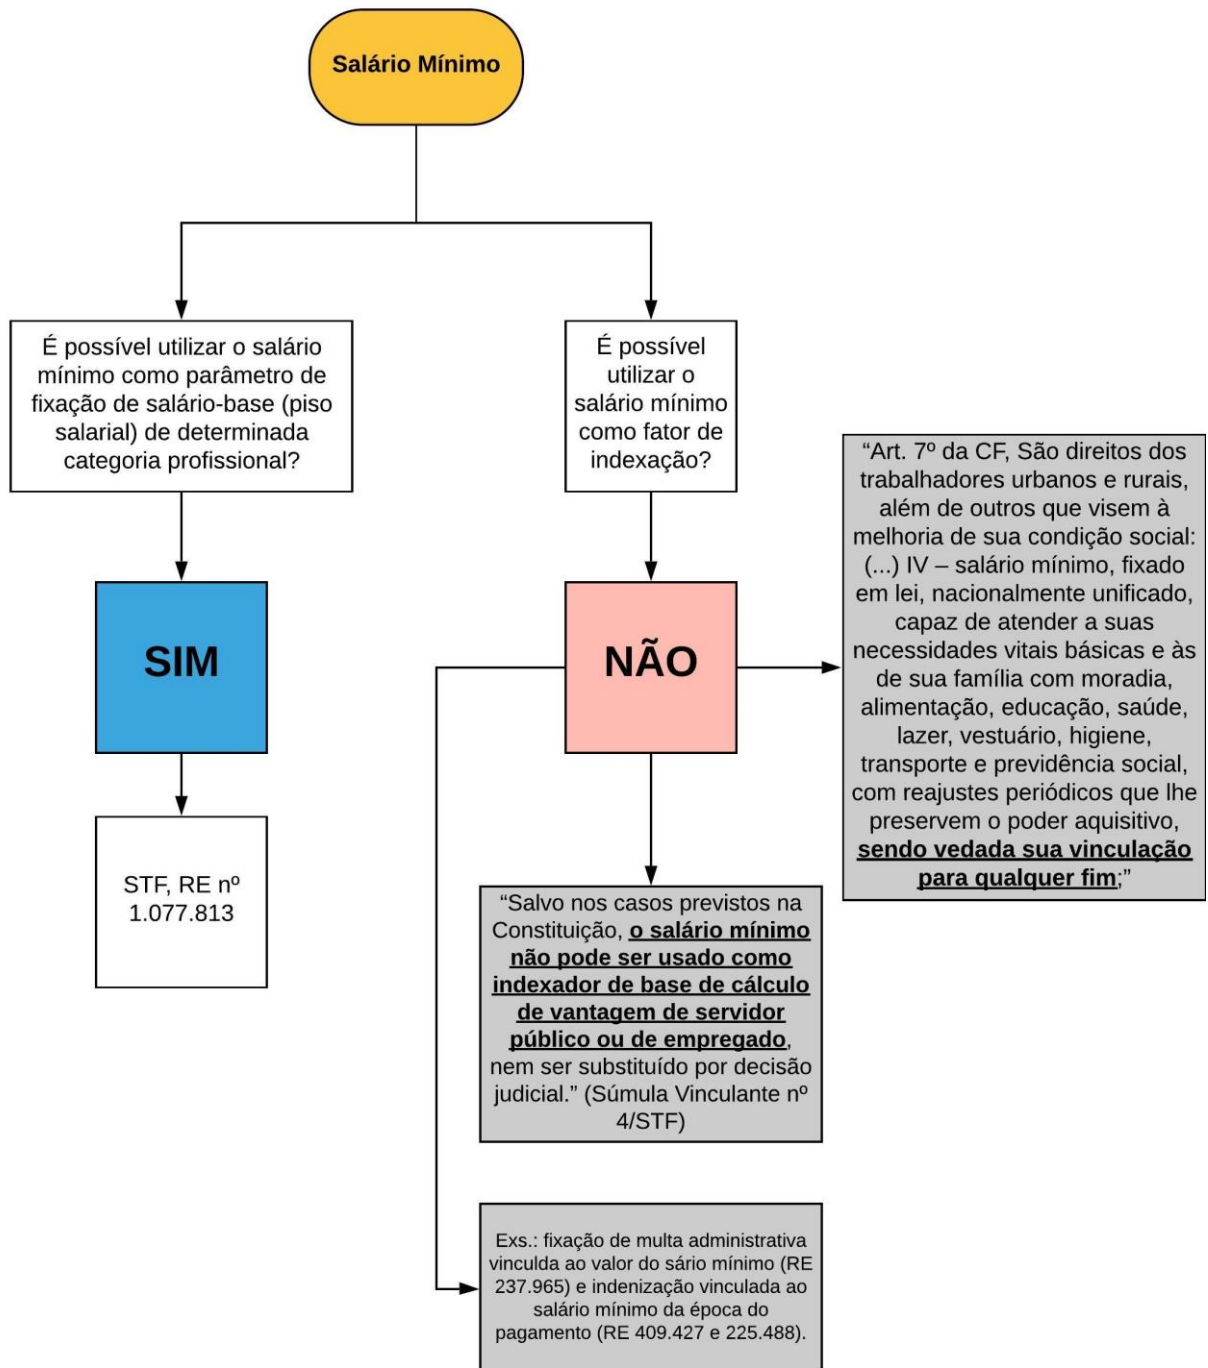 Salário Mínimo
É possível utilizar o salário
mínimo como parâmetro de
fixação de salário-base (piso
salarial) de determinada
categoria profissional?
SIM
STF, RE nº
1.077.813
É possível
utilizar o
salário mínimo
como fator de
indexação?
NÃO
“Art. 7º da CF, São direitos dos
trabalhadores urbanos e rurais,
além de outros que visem à
melhoria de sua condição social:
(...) IV – salário mínimo, fixado
em lei, nacionalmente unificado,
capaz de atender a suas
necessidades vitais básicas e às
de sua família com moradia,
alimentação, educação, saúde,
lazer, vestuário, higiene,
transporte e previdência social,
com reajustes periódicos que lhe
preservem o poder aquisitivo,
sendo vedada sua vinculação
para qualquer fim;”
“Salvo nos casos previstos na
Constituição, o salário mínimo
não pode ser usado como
indexador de base de cálculo
de vantagem de servidor
público ou de empregado,
nem ser substituído por decisão
judicial.” (Súmula Vinculante nº
4/STF)
Exs.: fixação de multa administrativa
vinculda ao valor do sário mínimo (RE
237.965) e indenização vinculada ao
salário mínimo da época do
pagamento (RE 409.427 e 225.488).